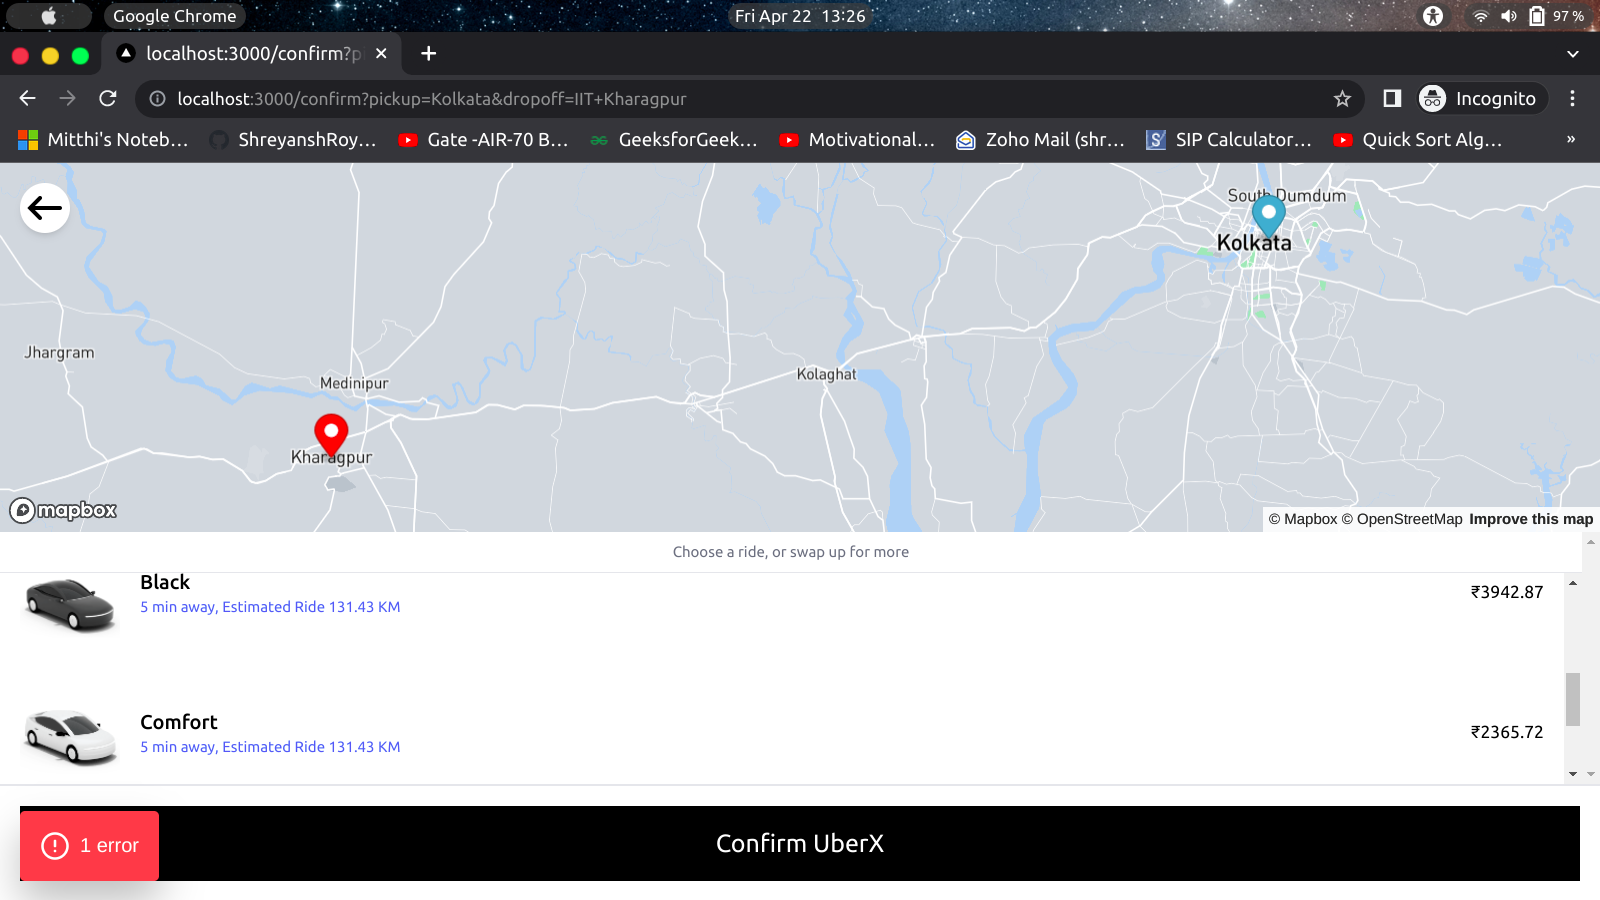 Google Chrome
Fri Apr 22 13:26
97 %
localhost:3000/confirm?p
localhost:3000/confirm?pickup=Kolkata&dropoff=IIT+Kharagpur
Incognito
Mitthi's Noteb...
ShreyanshRoy...
Gate -AIR-70 B...
GeeksforGeek...
Motivational...
Zoho Mail (shr...
SIP Calculator...
Quick Sort Alg...
»
South Dumdum
Kolkata
Jhargram
Medinipur
Kolaghat
Kharagpur
mapbox
© Mapbox © OpenStreetMap Improve this map
Choose a ride, or swap up for more
Black
5 min away, Estimated Ride 131.43 KM
₹3942.87
Comfort
5 min away, Estimated Ride 131.43 KM
₹2365.72
1 error
Confirm UberX